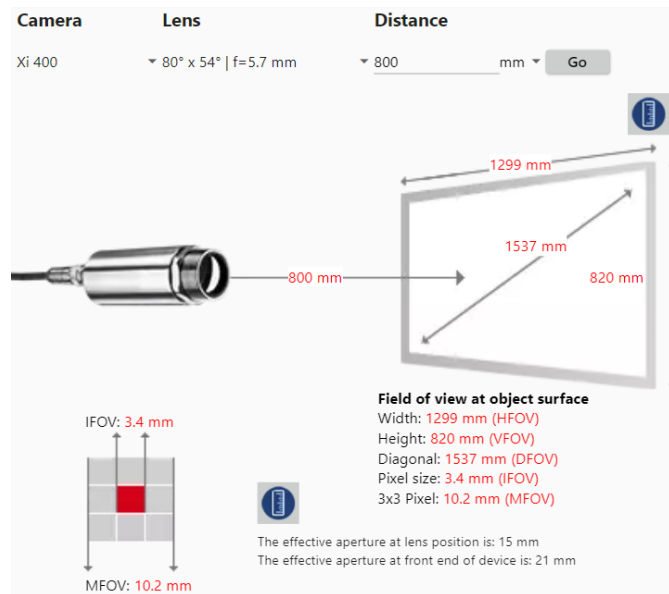 Camera Lens Distance
Xi 400 80° x 54° | f=5.7 mm 800 mm Go
1299 mm
1537 mm
800 mm
820 mm
Field of view at object surface
Width: 1299 mm (HFOV)
Height: 820 mm (VFOV)
Diagonal: 1537 mm (DFOV)
Pixel size: 3.4 mm (IFOV)
3x3 Pixel: 10.2 mm (MFOV)
IFOV: 3.4 mm
The effective aperture at lens position is: 15 mm
The effective aperture at front end of device is: 21 mm
MFOV: 10.2 mm